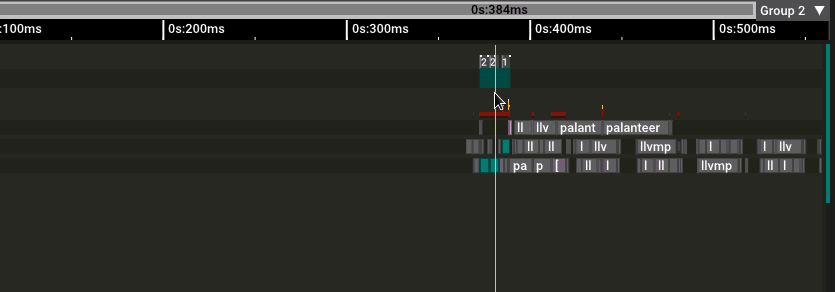 0s:384ms
Group 2 ▼
:100ms 0s:200ms 0s:300ms 0s:400ms 0s:500ms
2 2 1
ll llv palant palanteer
ll ll l llv llvmp l l llv
pa p [ ll l l ll llvmp ll l